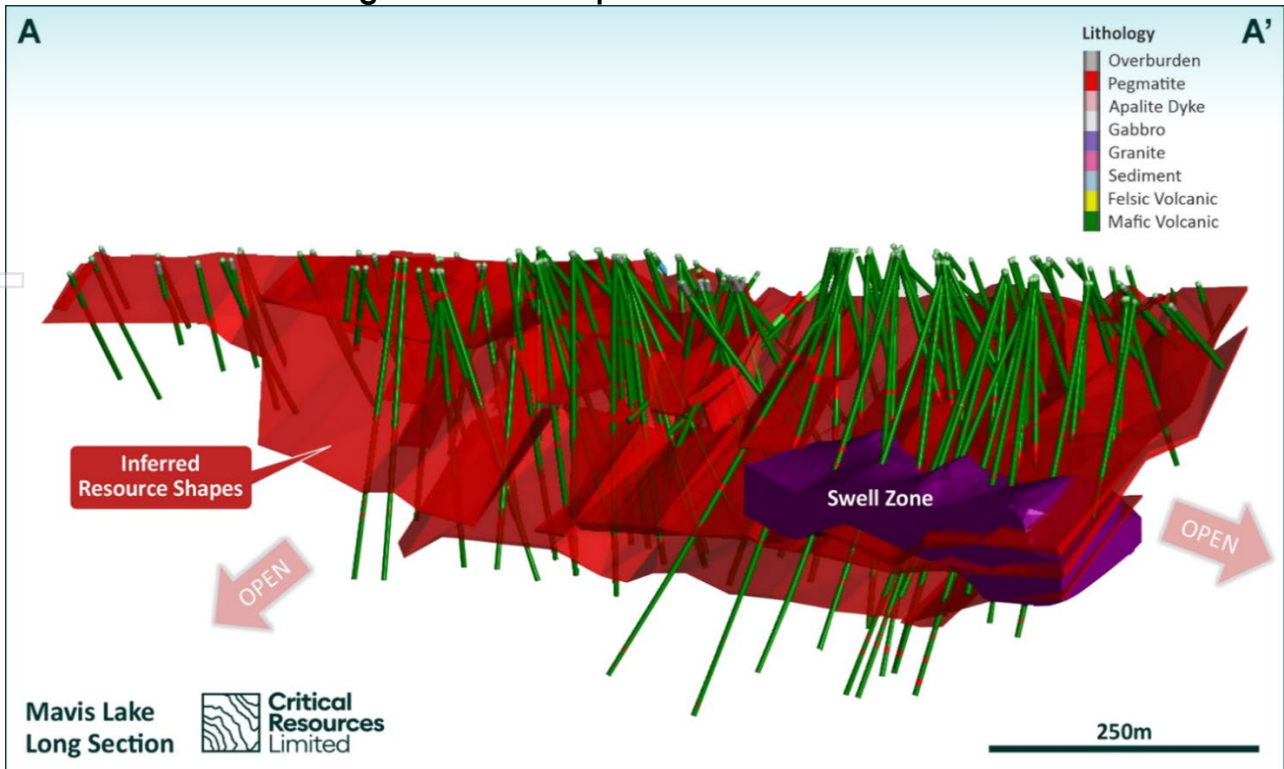 A
A'
Lithology
Overburden
Pegmatite
Apalite Dyke
Gabbro
Granite
Sediment
Felsic Volcanic
Mafic Volcanic
Inferred
Resource Shapes
Swell Zone
OPEN
OPEN
Mavis Lake
Long Section
Critical
Resources
Limited
250m